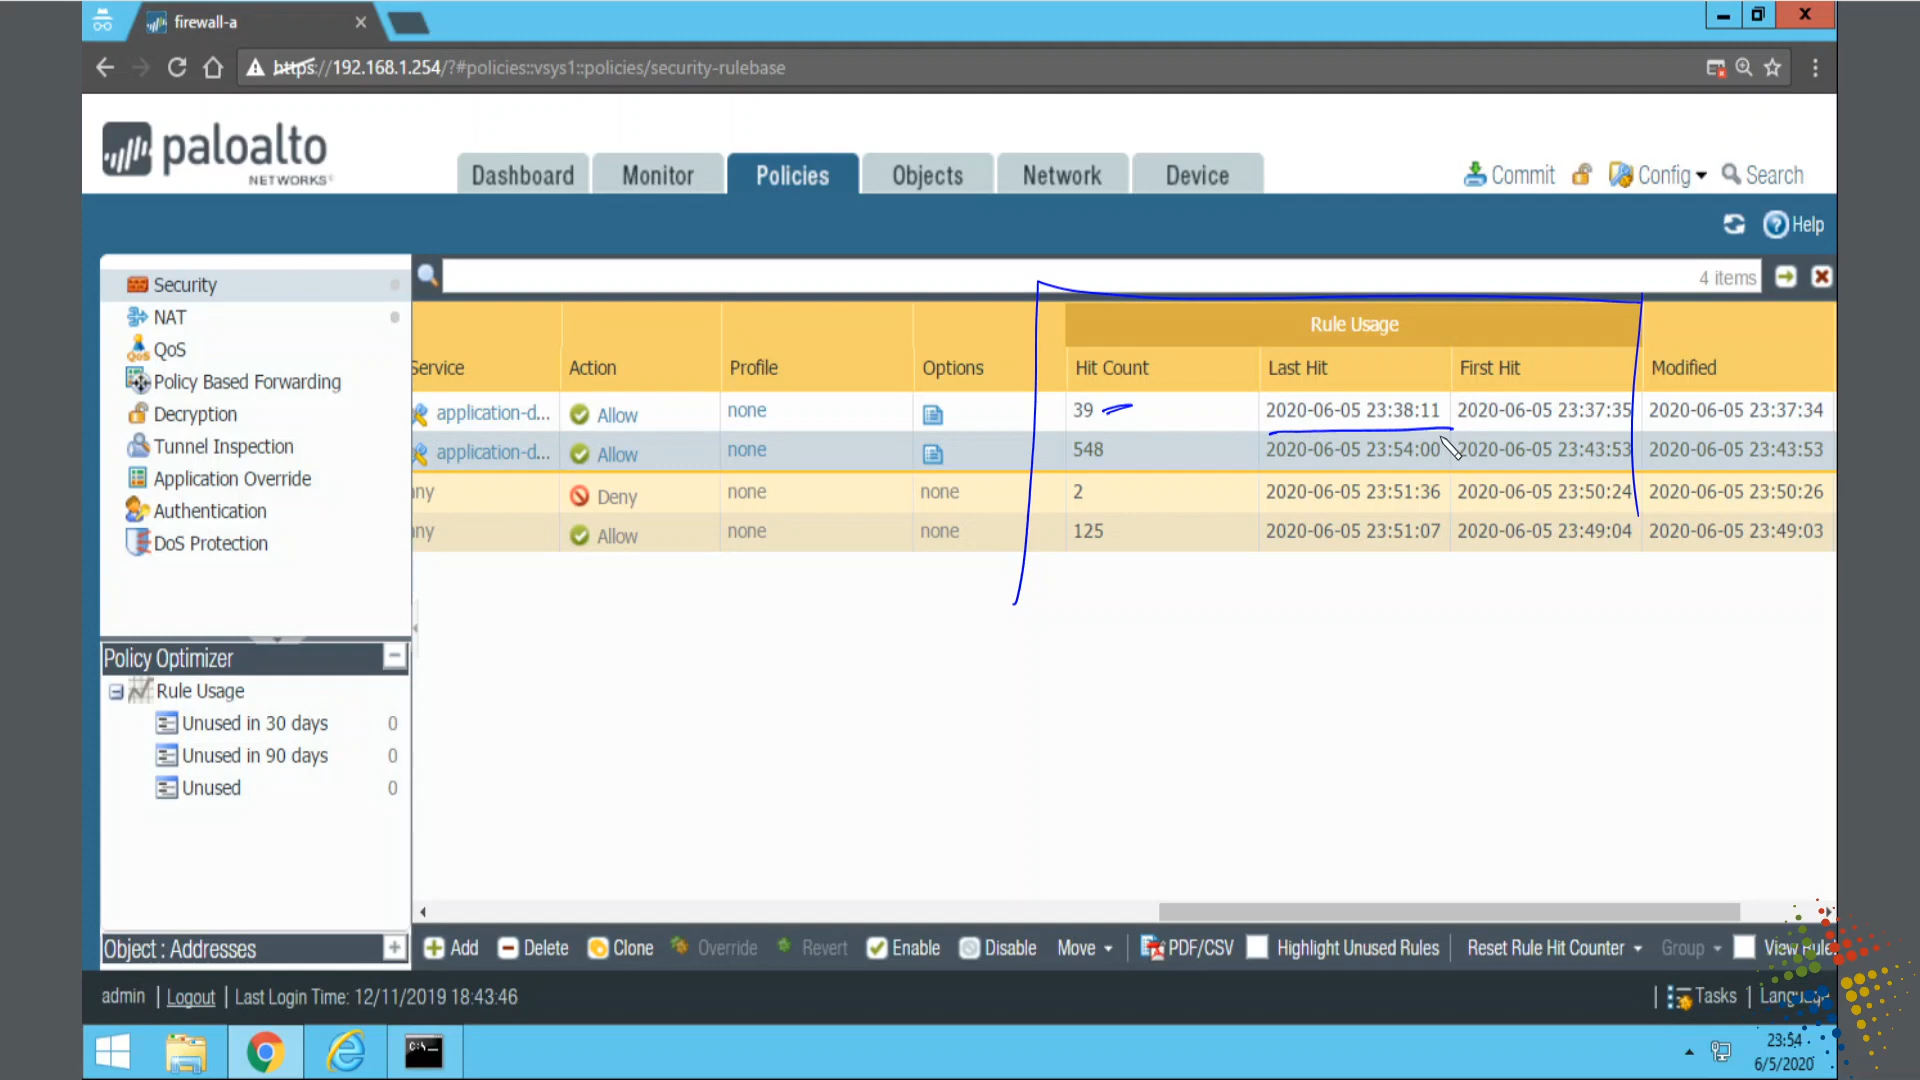 firewall-a
https://192.168.1.254/?#policies::vsys1::policies/security-rulebase
paloalto
NETWORKS
Dashboard Monitor Policies Objects Network Device
Commit Config Search
Help
Security
NAT
QoS
Policy Based Forwarding
Decryption
Tunnel Inspection
Application Override
Authentication
DoS Protection
4 items
Rule Usage
Service Action Profile Options Hit Count Last Hit First Hit Modified
application-d... Allow none 39 2020-06-05 23:38:11 2020-06-05 23:37:35 2020-06-05 23:37:34
application-d... Allow none 548 2020-06-05 23:54:00 2020-06-05 23:43:53 2020-06-05 23:43:53
any Deny none none 2 2020-06-05 23:51:36 2020-06-05 23:50:24 2020-06-05 23:50:26
any Allow none none 125 2020-06-05 23:51:07 2020-06-05 23:49:04 2020-06-05 23:49:03
Policy Optimizer
Rule Usage
Unused in 30 days 0
Unused in 90 days 0
Unused 0
Object : Addresses
Add Delete Clone Override Revert Enable Disable Move PDF/CSV Highlight Unused Rules Reset Rule Hit Counter Group View Rule
admin | Logout | Last Login Time: 12/11/2019 18:43:46
| Tasks | Language
C:\
23:54
6/5/2020